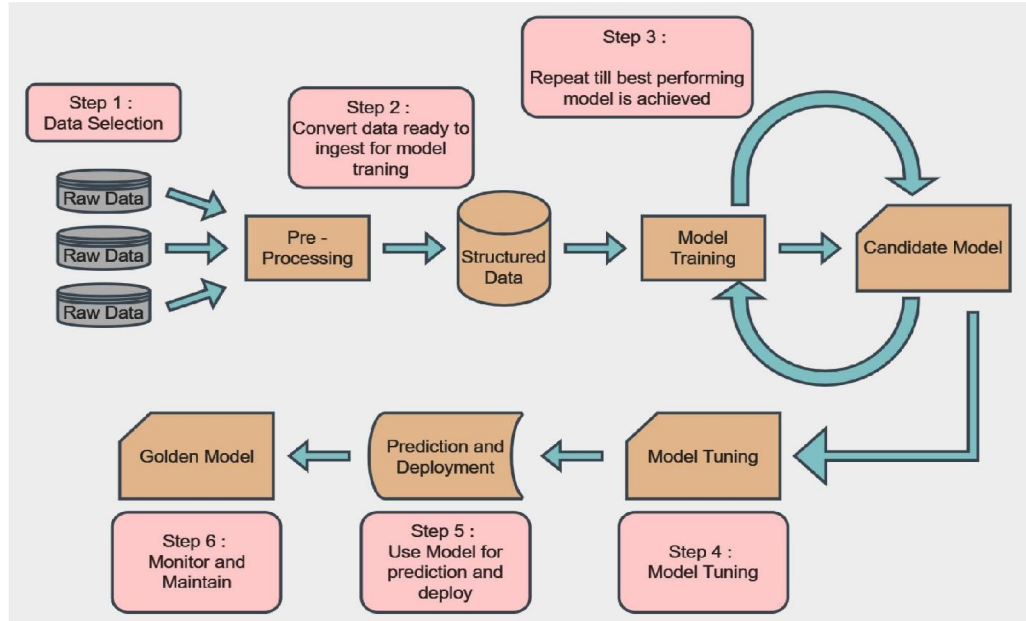 Step 1 :
Data Selection
Step 2 :
Convert data ready to
ingest for model
traning
Step 3 :
Repeat till best performing
model is achieved
Raw Data
Raw Data
Raw Data
Pre -
Processing
Structured
Data
Model
Training
Candidate Model
Golden Model
Prediction and
Deployment
Model Tuning
Step 6 :
Monitor and
Maintain
Step 5 :
Use Model for
prediction and
deploy
Step 4 :
Model Tuning